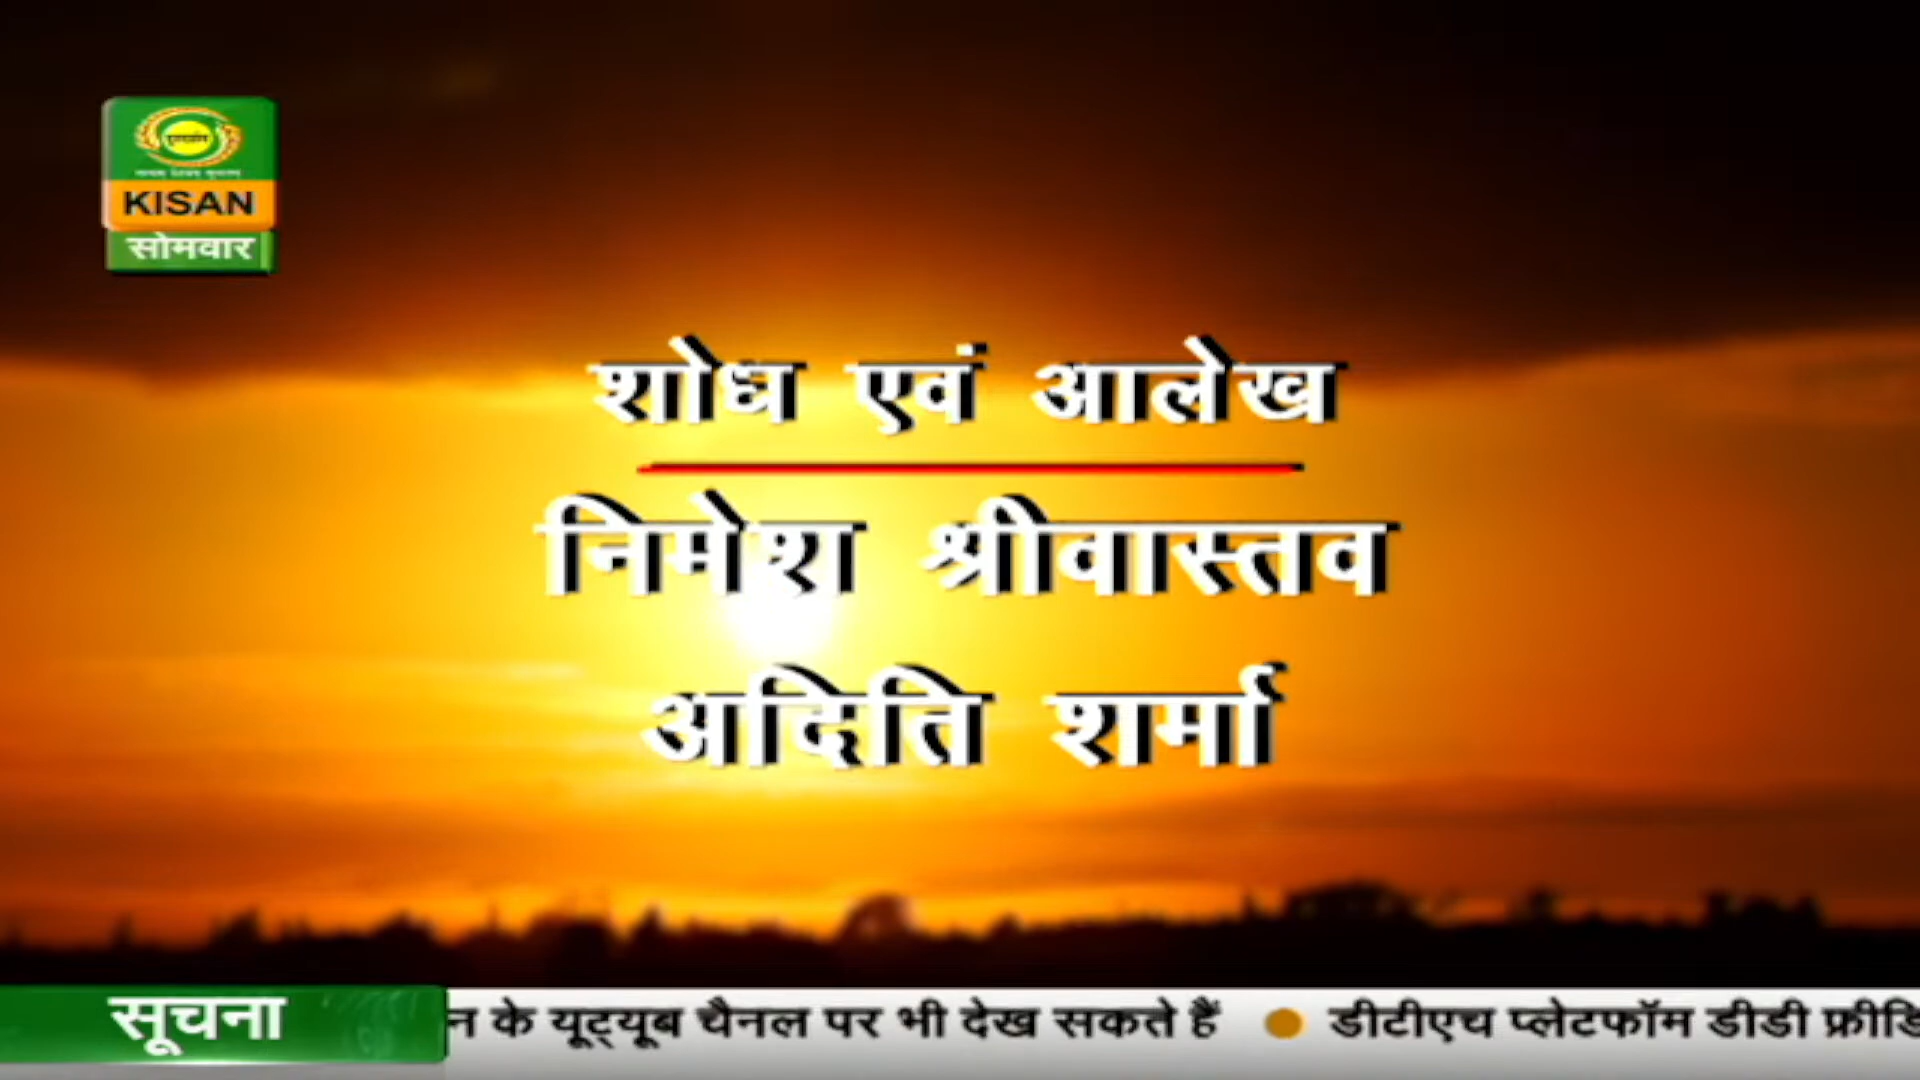 KISAN
सोमवार
शोध एवं आलेख
निमेश श्रीवास्तव
अदिति शर्मा
सूचना
न के यूट्यूब चैनल पर भी देख सकते हैं ● डीटीएच प्लेटफॉम डीडी फ्रीडि